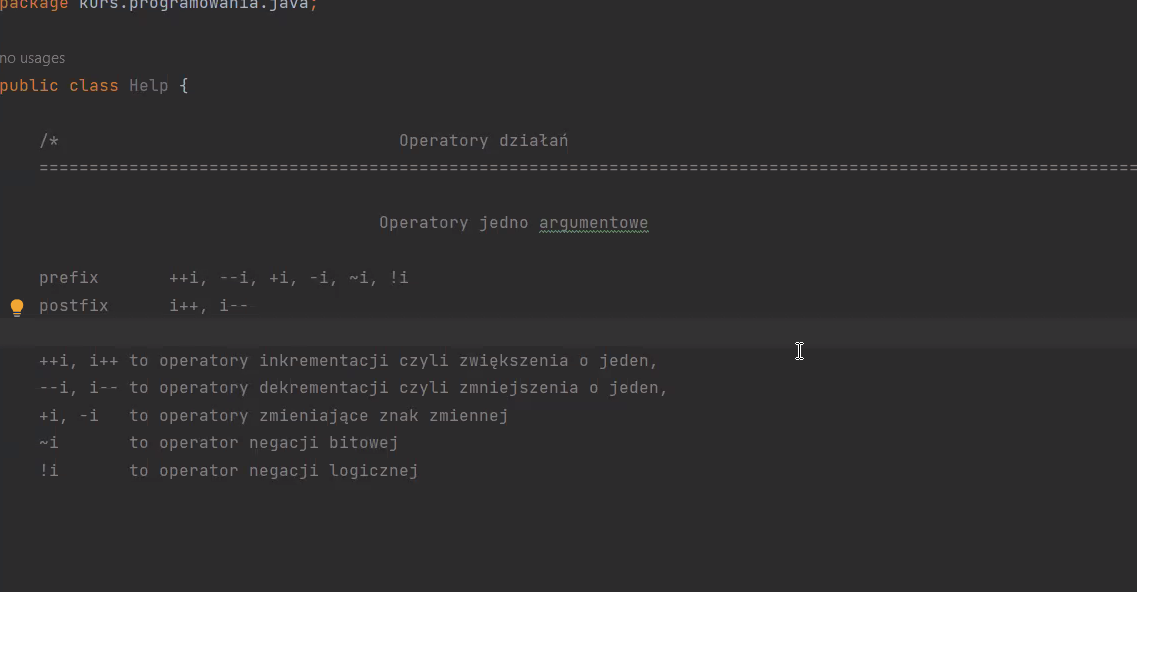 package kurs.programowania.java;
no usages
public class Help {
/* Operatory działań
==============================================================================================================
Operatory jedno argumentowe
prefix ++i, --i, +i, -i, ~i, !i
postfix i++, i--
++i, i++ to operatory inkrementacji czyli zwiększenia o jeden,
--i, i-- to operatory dekrementacji czyli zmniejszenia o jeden,
+i, -i to operatory zmieniające znak zmiennej
~i to operator negacji bitowej
!i to operator negacji logicznej